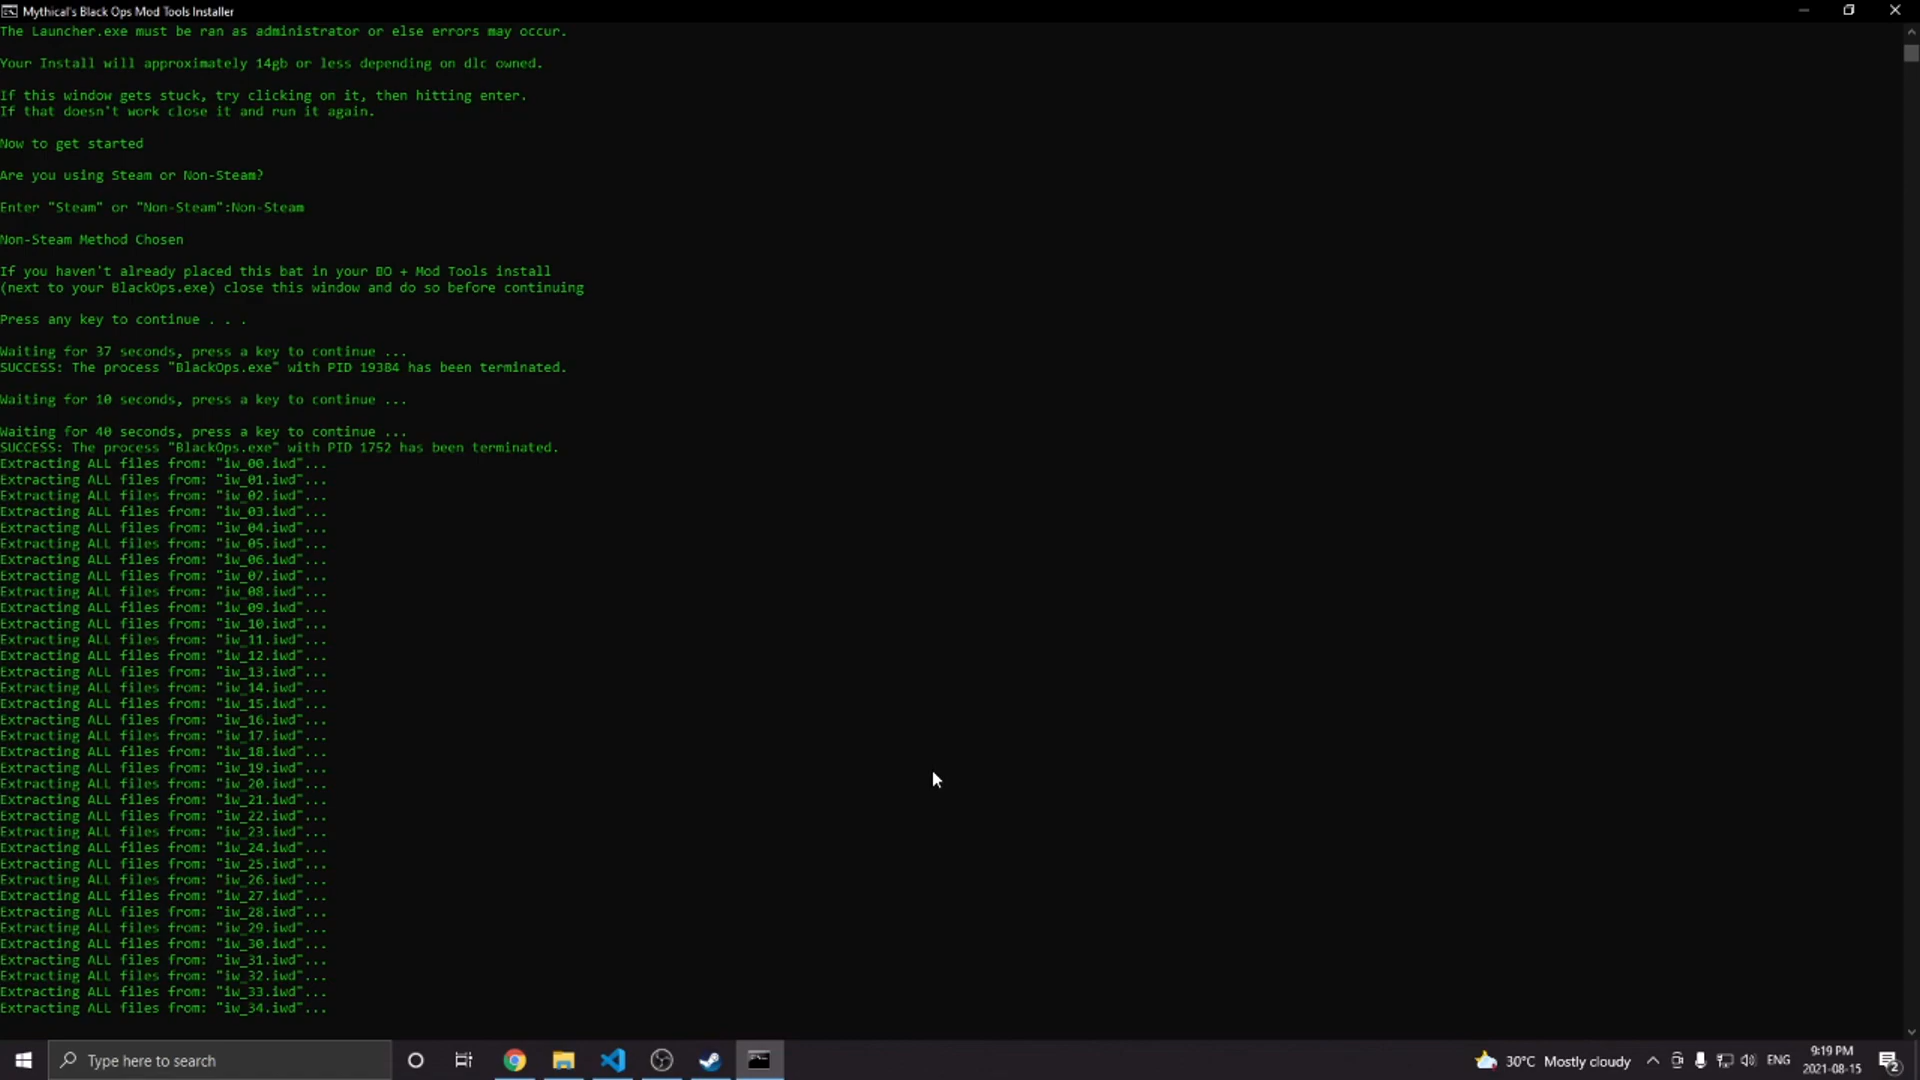 Mythical's Black Ops Mod Tools Installer
The Launcher.exe must be ran as administrator or else errors may occur.
Your Install will approximately 14gb or less depending on dlc owned.
If this window gets stuck, try clicking on it, then hitting enter.
If that doesn't work close it and run it again.
Now to get started
Are you using Steam or Non-Steam?
Enter "Steam" or "Non-Steam":Non-Steam
Non-Steam Method Chosen
If you haven't already placed this bat in your BO + Mod Tools install
(next to your BlackOps.exe) close this window and do so before continuing
Press any key to continue . . .
Waiting for 37 seconds, press a key to continue ...
SUCCESS: The process "BlackOps.exe" with PID 19384 has been terminated.
Waiting for 10 seconds, press a key to continue ...
Waiting for 40 seconds, press a key to continue ...
SUCCESS: The process "BlackOps.exe" with PID 1752 has been terminated.
Extracting ALL files from: "iw_00.iwd"...
Extracting ALL files from: "iw_01.iwd"...
Extracting ALL files from: "iw_02.iwd"...
Extracting ALL files from: "iw_03.iwd"...
Extracting ALL files from: "iw_04.iwd"...
Extracting ALL files from: "iw_05.iwd"...
Extracting ALL files from: "iw_06.iwd"...
Extracting ALL files from: "iw_07.iwd"...
Extracting ALL files from: "iw_08.iwd"...
Extracting ALL files from: "iw_09.iwd"...
Extracting ALL files from: "iw_10.iwd"...
Extracting ALL files from: "iw_11.iwd"...
Extracting ALL files from: "iw_12.iwd"...
Extracting ALL files from: "iw_13.iwd"...
Extracting ALL files from: "iw_14.iwd"...
Extracting ALL files from: "iw_15.iwd"...
Extracting ALL files from: "iw_16.iwd"...
Extracting ALL files from: "iw_17.iwd"...
Extracting ALL files from: "iw_18.iwd"...
Extracting ALL files from: "iw_19.iwd"...
Extracting ALL files from: "iw_20.iwd"...
Extracting ALL files from: "iw_21.iwd"...
Extracting ALL files from: "iw_22.iwd"...
Extracting ALL files from: "iw_23.iwd"...
Extracting ALL files from: "iw_24.iwd"...
Extracting ALL files from: "iw_25.iwd"...
Extracting ALL files from: "iw_26.iwd"...
Extracting ALL files from: "iw_27.iwd"...
Extracting ALL files from: "iw_28.iwd"...
Extracting ALL files from: "iw_29.iwd"...
Extracting ALL files from: "iw_30.iwd"...
Extracting ALL files from: "iw_31.iwd"...
Extracting ALL files from: "iw_32.iwd"...
Extracting ALL files from: "iw_33.iwd"...
Extracting ALL files from: "iw_34.iwd"...
Type here to search
30°C Mostly cloudy
ENG
9:19 PM
2021-08-15
2